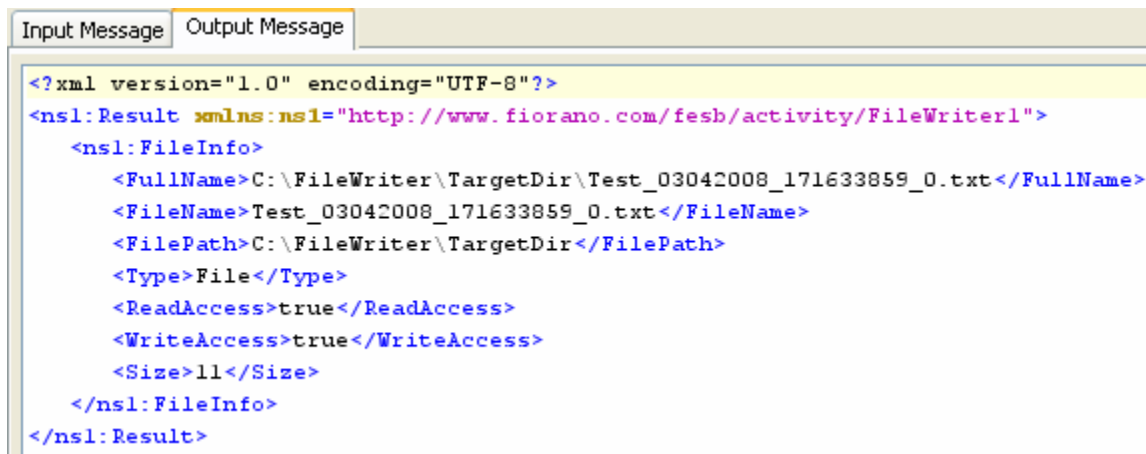 Input Message Output Message
<?xml version="1.0" encoding="UTF-8"?>
<ns1:Result xmlns:ns1="http://www.fiorano.com/fesb/activity/FileWriter1">
<ns1:FileInfo>
<FullName>C:\FileWriter\TargetDir\Test_03042008_171633859_0.txt</FullName>
<FileName>Test_03042008_171633859_0.txt</FileName>
<FilePath>C:\FileWriter\TargetDir</FilePath>
<Type>File</Type>
<ReadAccess>true</ReadAccess>
<WriteAccess>true</WriteAccess>
<Size>11</Size>
</ns1:FileInfo>
</ns1:Result>